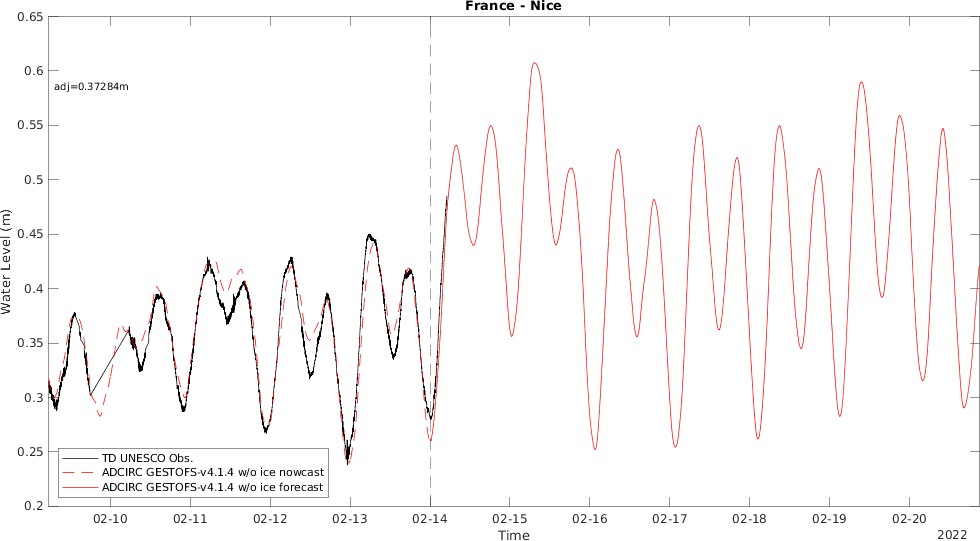 France - Nice
0.65
0.6
0.55
0.5
0.45
0.4
0.35
0.3
0.25
0.2
Water Level (m)
adj=0.37284m
TD UNESCO Obs.
ADCIRC GESTOFS-v4.1.4 w/o ice nowcast
ADCIRC GESTOFS-v4.1.4 w/o ice forecast
02-10 02-11 02-12 02-13 02-14 02-15 02-16 02-17 02-18 02-19 02-20
Time
2022